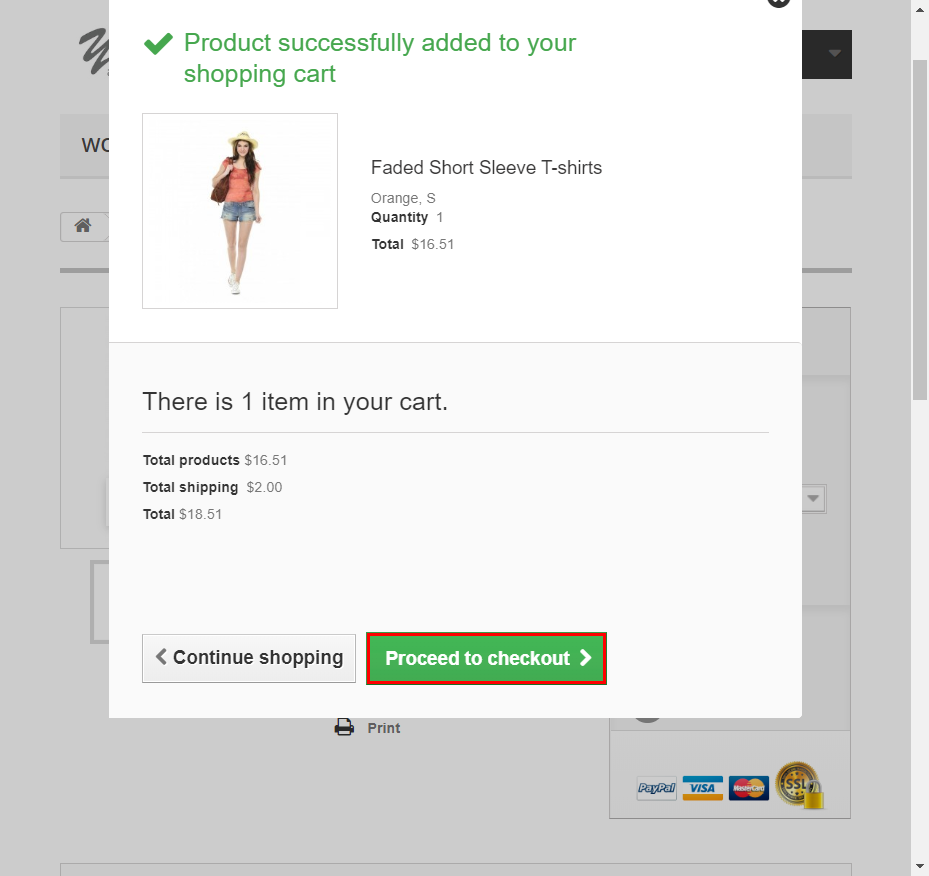 Product successfully added to your
shopping cart
WO
Faded Short Sleeve T-shirts
Orange, S
Quantity 1
Total $16.51
There is 1 item in your cart.
Total products $16.51
Total shipping $2.00
Total $18.51
Continue shopping
Proceed to checkout
Print
PayPal VISA MasterCard SSL